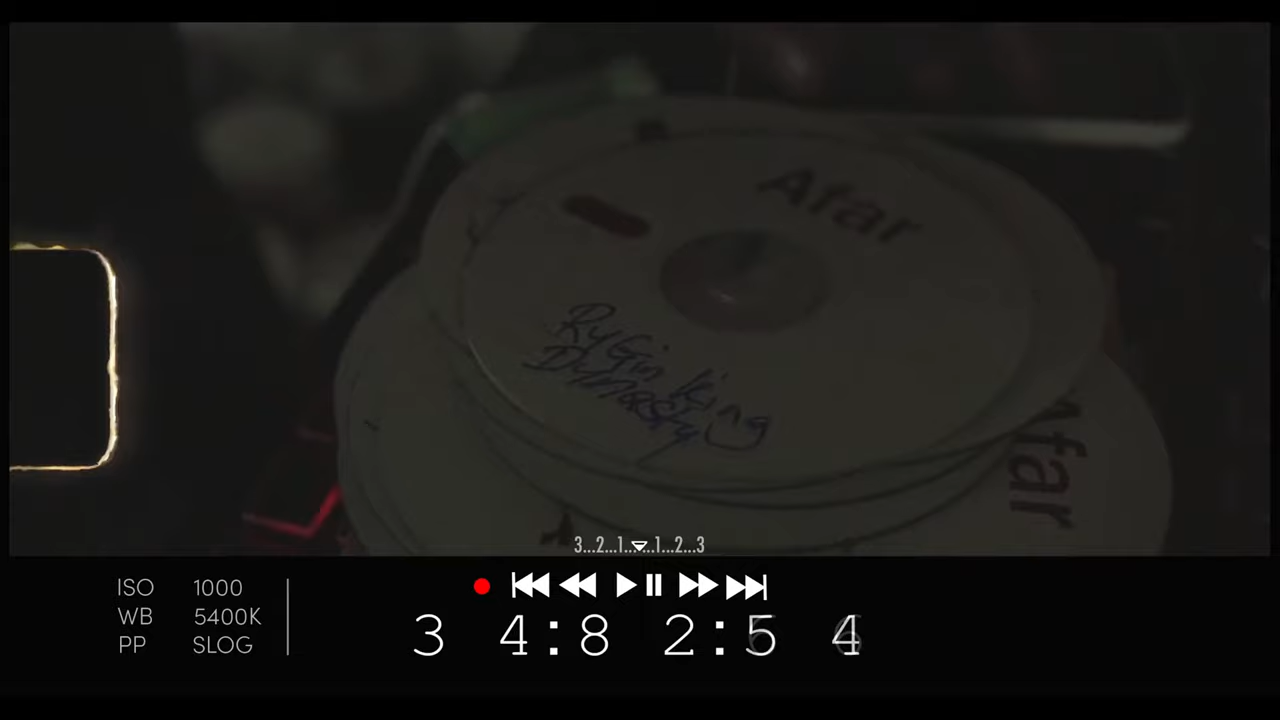 Afar
RyGin King
Dynasty
Afar
3...2...1... ...1...2...3
ISO 1000
WB 5400K
PP SLOG
3 4:8 2:5 4